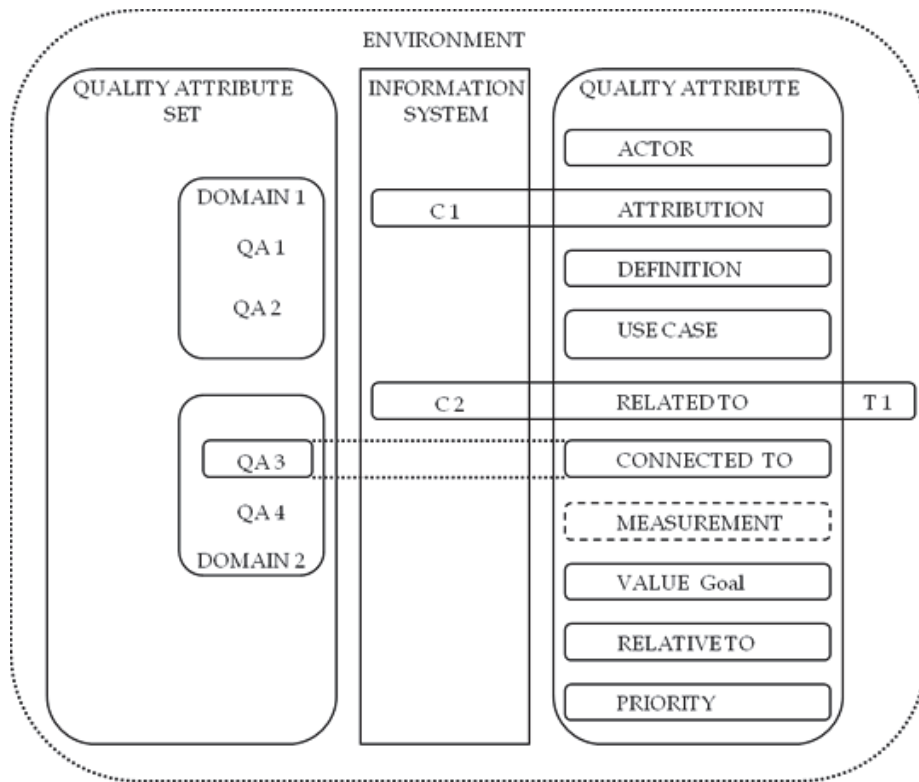 ENVIRONMENT
QUALITY ATTRIBUTE
SET
DOMAIN 1
QA 1
QA 2
QA 3
QA 4
DOMAIN 2
INFORMATION
SYSTEM
C 1
C 2
QUALITY ATTRIBUTE
ACTOR
ATTRIBUTION
DEFINITION
USE CASE
RELATED TO
T 1
CONNECTED TO
MEASUREMENT
VALUE Goal
RELATIVE TO
PRIORITY